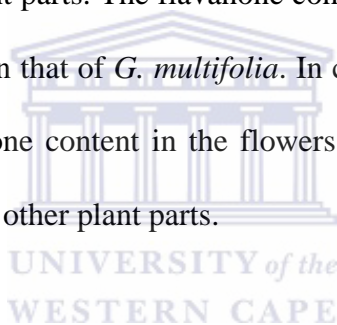 nt parts. The flavanone con
n that of G. multifolia. In c
one content in the flowers
other plant parts.
UNIVERSITY of the
WESTERN CAPE